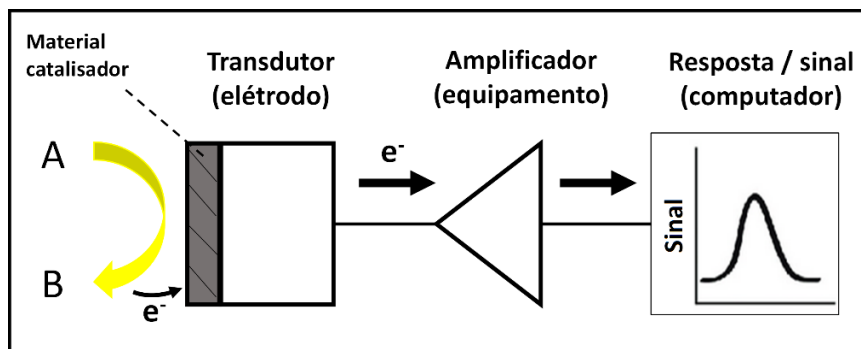 Material
catalisador
Transdutor
(elétrodo)
Amplificador
(equipamento)
Resposta / sinal
(computador)
A
B
e-
e-
Sinal